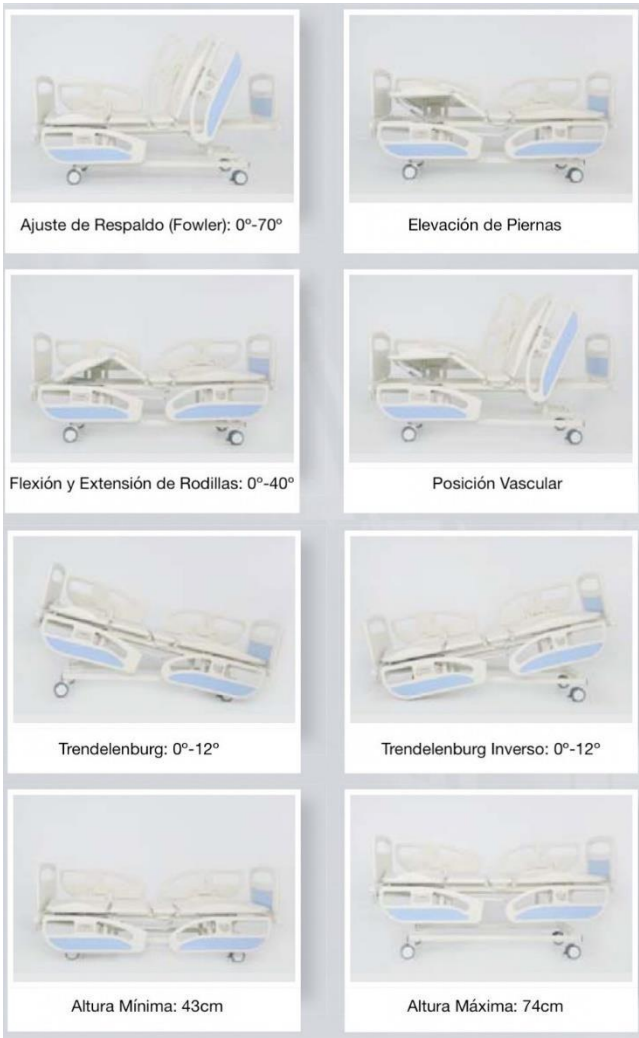 Ajuste de Respaldo (Fowler): 0º-70º
Elevación de Piernas
Flexión y Extensión de Rodillas: 0º-40º
Posición Vascular
Trendelenburg: 0º-12º
Trendelenburg Inverso: 0º-12º
Altura Mínima: 43cm
Altura Máxima: 74cm